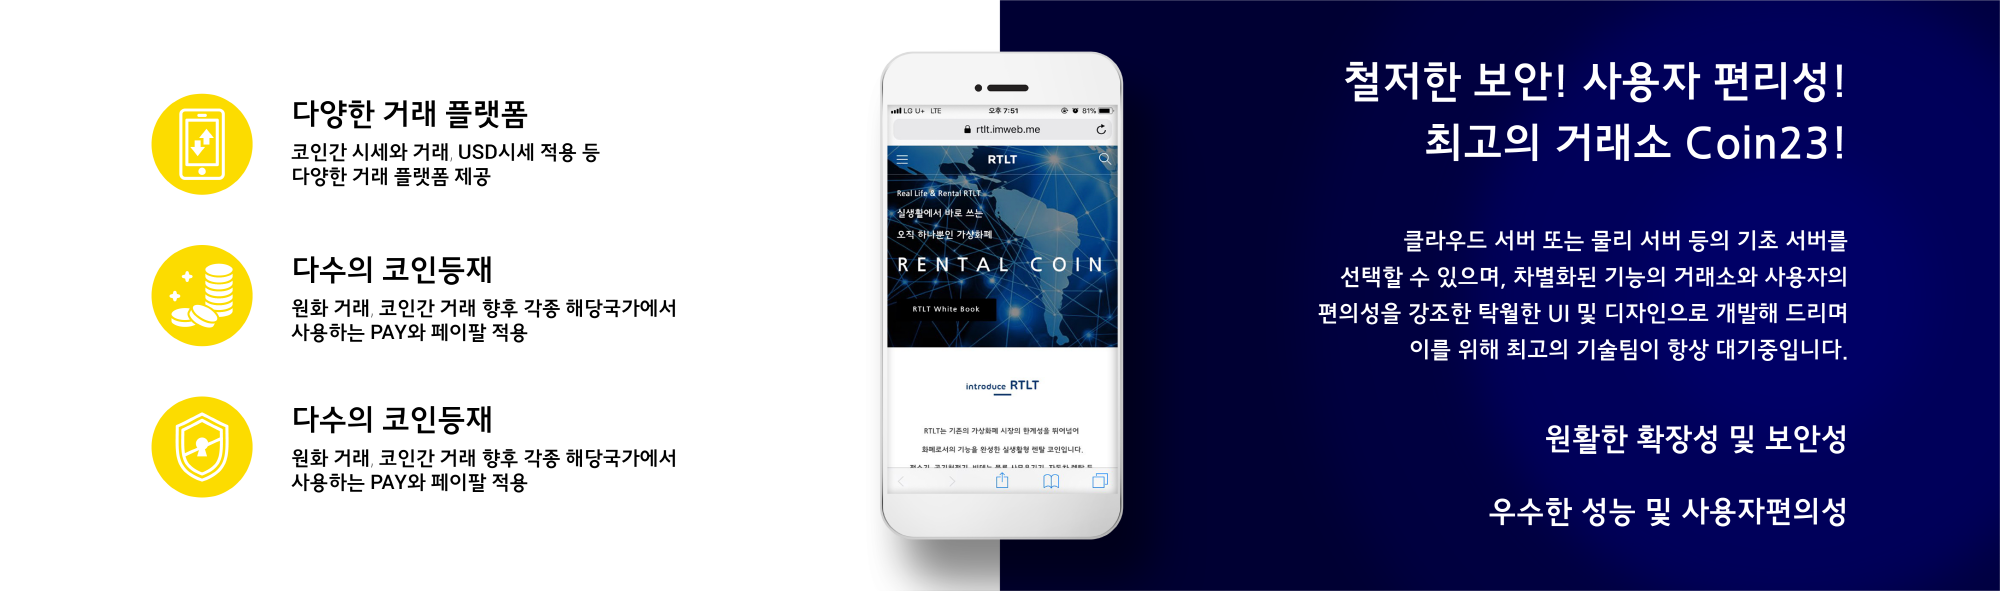 다양한 거래 플랫폼
코인간 시세와 거래, USD시세 적용 등
다양한 거래 플랫폼 제공
다수의 코인등재
원화 거래, 코인간 거래 향후 각종 해당국가에서
사용하는 PAY와 페이팔 적용
다수의 코인등재
원화 거래, 코인간 거래 향후 각종 해당국가에서
사용하는 PAY와 페이팔 적용
LG U+ LTE 오후 7:51 81%
rtlt.imweb.me
RTLT
Real Life & Rental RTLT
실생활에서 바로 쓰는
오직 하나뿐인 가상화폐
RENTAL COIN
RTLT White Book
introduce RTLT
RTLT는 기존의 가상화폐 시장의 한계성을 뛰어넘어
화폐로서의 기능을 완성한 실생활형 렌탈 코인입니다.
철저한 보안! 사용자 편리성!
최고의 거래소 Coin23!
클라우드 서버 또는 물리 서버 등의 기초 서버를
선택할 수 있으며, 차별화된 기능의 거래소와 사용자의
편의성을 강조한 탁월한 UI 및 디자인으로 개발해 드리며
이를 위해 최고의 기술팀이 항상 대기중입니다.
원활한 확장성 및 보안성
우수한 성능 및 사용자편의성